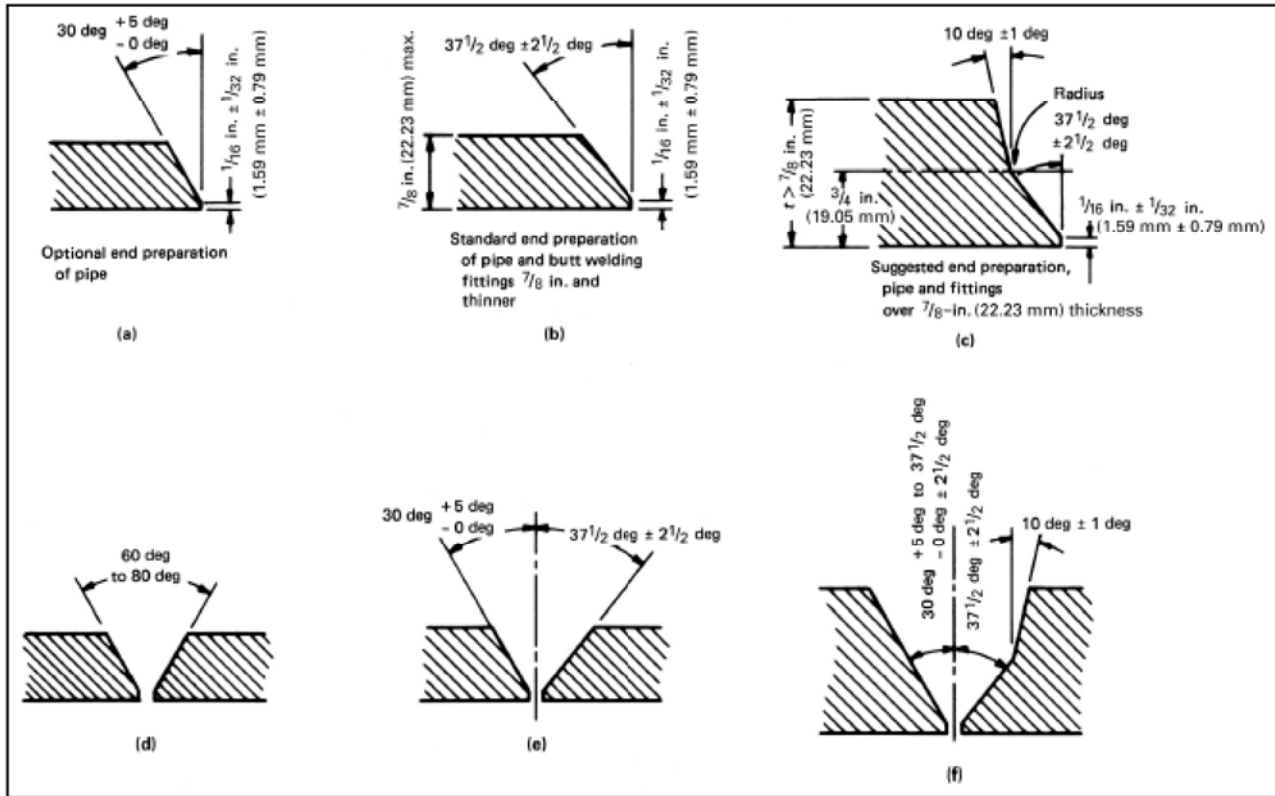 30 deg +5 deg
– 0 deg
1/16 in. ± 1/32 in.
(1.59 mm ± 0.79 mm)
Optional end preparation
of pipe
(a)
37 1/2 deg ±2 1/2 deg
7/8 in. (22.23 mm) max.
1/16 in. ± 1/32 in.
(1.59 mm ± 0.79 mm)
Standard end preparation
of pipe and butt welding
fittings 7/8 in. and
thinner
(b)
10 deg ±1 deg
Radius
37 1/2 deg
±2 1/2 deg
t > 7/8 in.
(22.23 mm)
3/4 in.
(19.05 mm)
1/16 in. ± 1/32 in.
(1.59 mm ± 0.79 mm)
Suggested end preparation,
pipe and fittings
over 7/8–in. (22.23 mm) thickness
(c)
60 deg
to 80 deg
(d)
30 deg +5 deg
– 0 deg
37 1/2 deg ± 2 1/2 deg
(e)
30 deg +5 deg to 37 1/2 deg
–0 deg ± 2 1/2 deg
37 1/2 deg ±2 1/2 deg
10 deg ± 1 deg
(f)